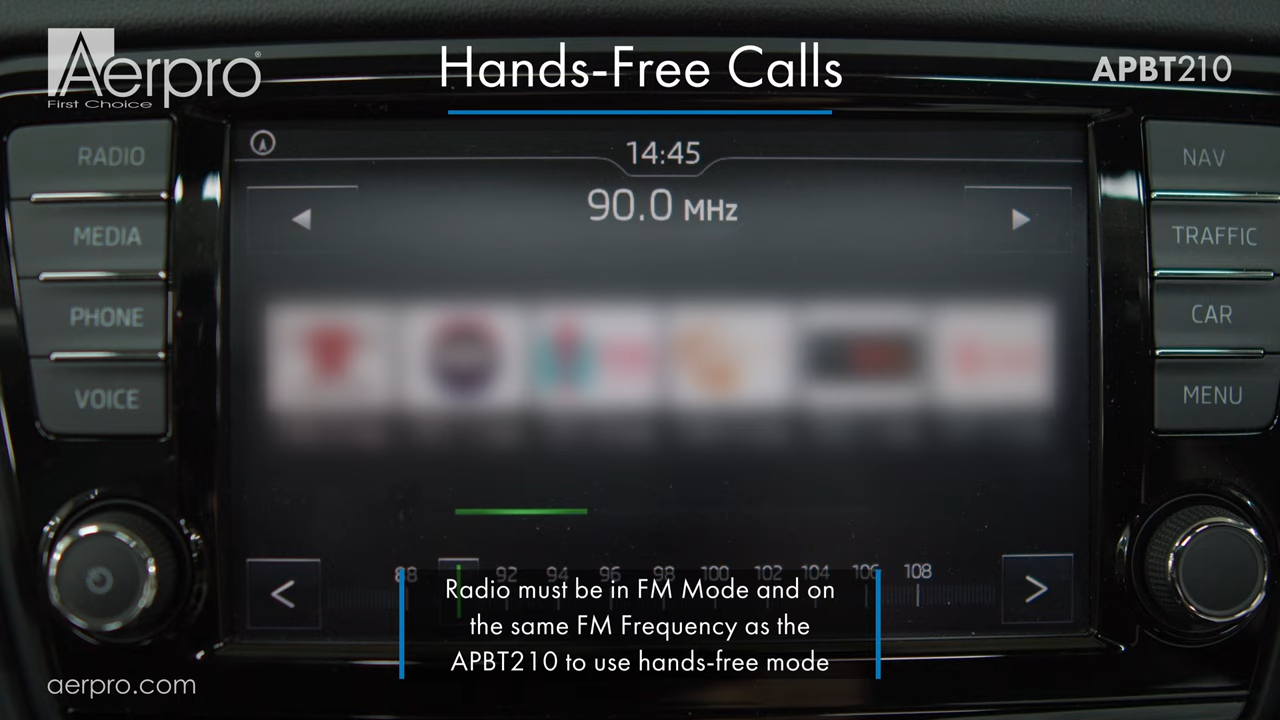 Aerpro
First Choice
Hands-Free Calls
APBT210
RADIO
MEDIA
PHONE
VOICE
14:45
90.0 MHz
NAV
TRAFFIC
CAR
MENU
88 92 94 96 98 100 102 104 106 108
Radio must be in FM Mode and on
the same FM Frequency as the
APBT210 to use hands-free mode
aerpro.com